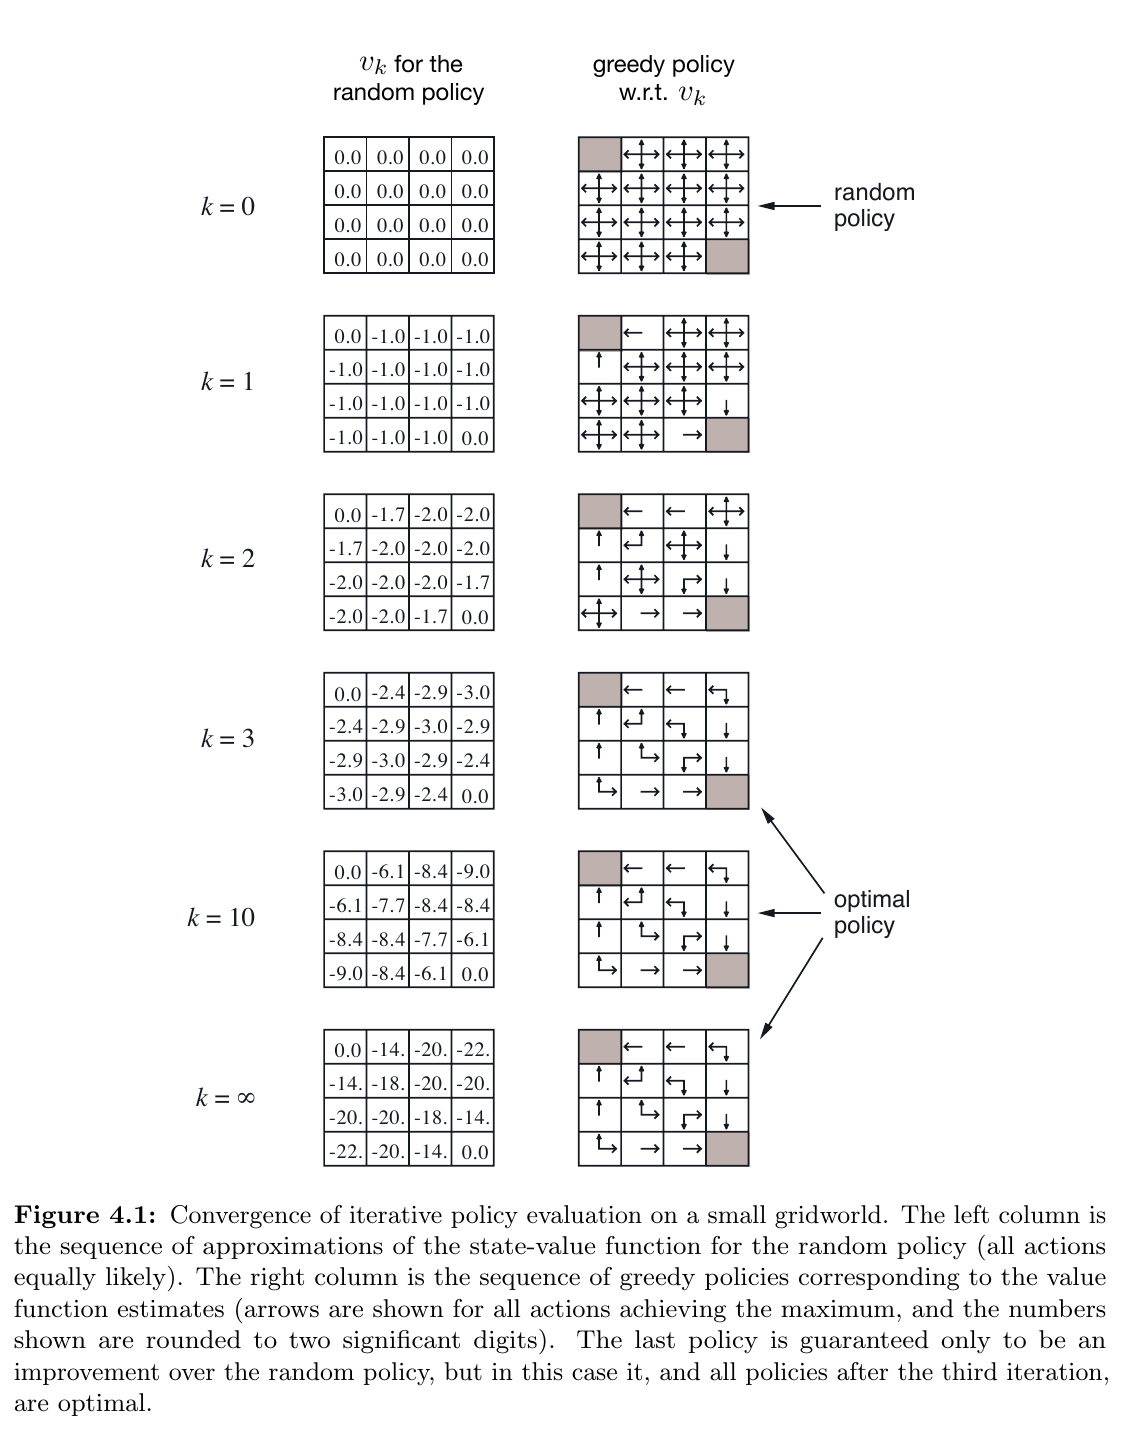 v_k for the
random policy
greedy policy
w.r.t. v_k
k = 0
0.0 0.0 0.0 0.0
0.0 0.0 0.0 0.0
0.0 0.0 0.0 0.0
0.0 0.0 0.0 0.0
random
policy
k = 1
0.0 -1.0 -1.0 -1.0
-1.0 -1.0 -1.0 -1.0
-1.0 -1.0 -1.0 -1.0
-1.0 -1.0 -1.0 0.0
k = 2
0.0 -1.7 -2.0 -2.0
-1.7 -2.0 -2.0 -2.0
-2.0 -2.0 -2.0 -1.7
-2.0 -2.0 -1.7 0.0
k = 3
0.0 -2.4 -2.9 -3.0
-2.4 -2.9 -3.0 -2.9
-2.9 -3.0 -2.9 -2.4
-3.0 -2.9 -2.4 0.0
k = 10
0.0 -6.1 -8.4 -9.0
-6.1 -7.7 -8.4 -8.4
-8.4 -8.4 -7.7 -6.1
-9.0 -8.4 -6.1 0.0
optimal
policy
k = ∞
0.0 -14. -20. -22.
-14. -18. -20. -20.
-20. -20. -18. -14.
-22. -20. -14. 0.0
Figure 4.1: Convergence of iterative policy evaluation on a small gridworld. The left column is
the sequence of approximations of the state-value function for the random policy (all actions
equally likely). The right column is the sequence of greedy policies corresponding to the value
function estimates (arrows are shown for all actions achieving the maximum, and the numbers
shown are rounded to two significant digits). The last policy is guaranteed only to be an
improvement over the random policy, but in this case it, and all policies after the third iteration,
are optimal.